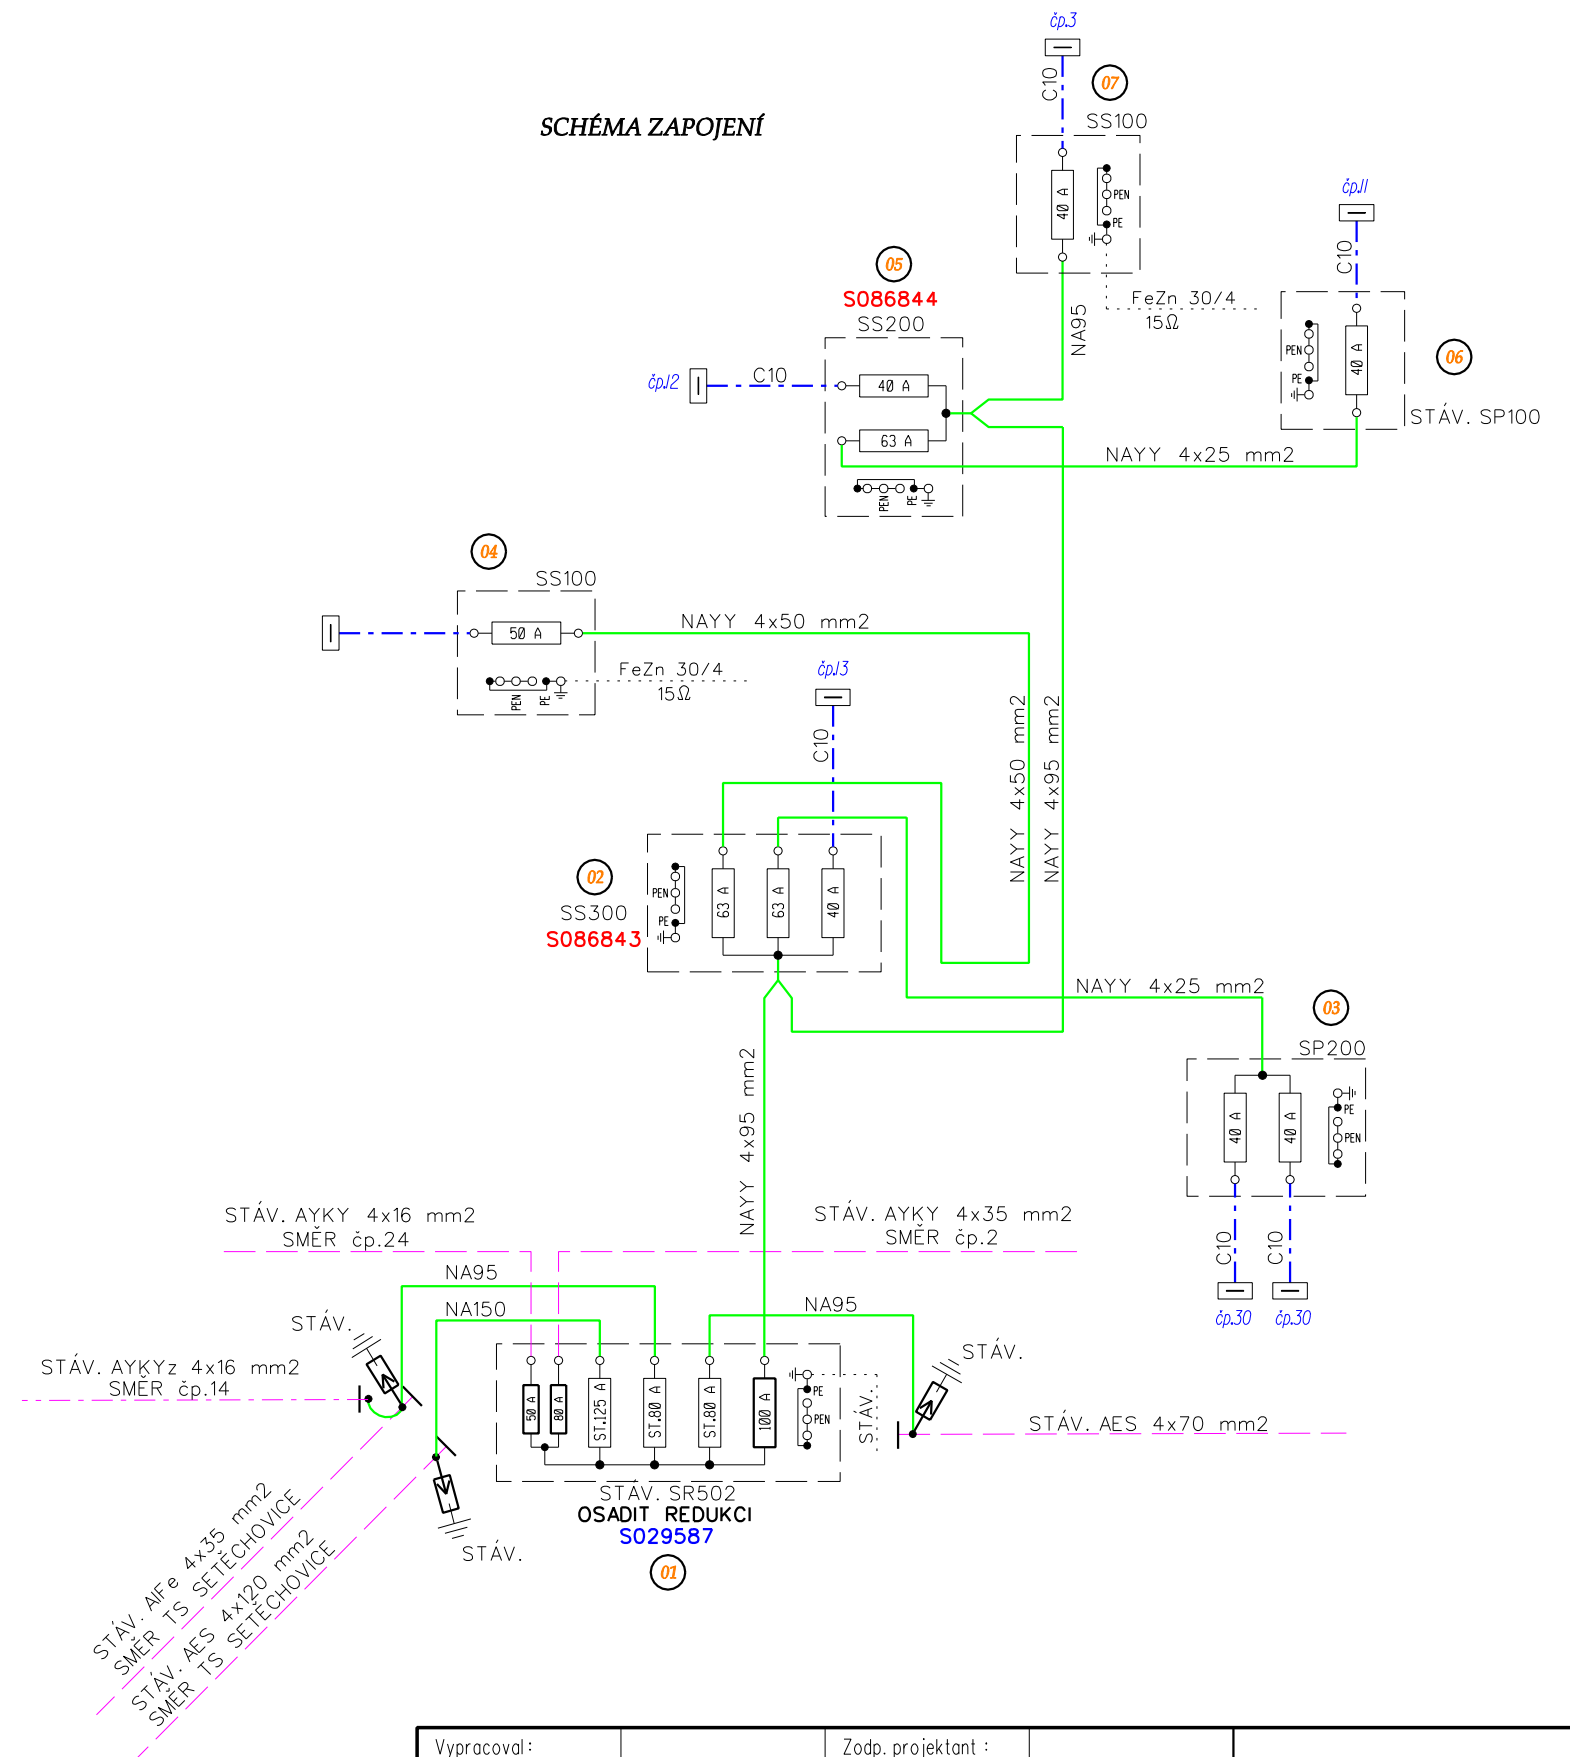 SCHÉMA ZAPOJENÍ
čp.3
C10
07
SS100
40 A
PEN
PE
FeZn 30/4
15Ω
NA95
čp.11
C10
40 A
PEN
PE
06
STÁV. SP100
05
S086844
SS200
čp.12
C10
40 A
63 A
PEN
PE
NAYY 4x25 mm2
04
SS100
50 A
NAYY 4x50 mm2
PEN
PE
FeZn 30/4
15Ω
čp.13
C10
NAYY 4x50 mm2
NAYY 4x95 mm2
02
SS300
S086843
PEN
PE
63 A
63 A
40 A
NAYY 4x25 mm2
03
SP200
40 A
40 A
PE
PEN
C10
C10
čp.30
čp.30
NAYY 4x95 mm2
STÁV. AYKY 4x16 mm2
SMĚR čp.24
STÁV. AYKY 4x35 mm2
SMĚR čp.2
NA95
NA150
NA95
STÁV.
STÁV. AYKYz 4x16 mm2
SMĚR čp.14
50 A
80 A
ST.125 A
ST.80 A
ST.80 A
100 A
PE
PEN
STÁV.
STÁV.
STÁV. AES 4x70 mm2
STÁV.
STÁV. SR502
OSADIT REDUKCI
S029587
01
STÁV. AlFe 4x35 mm2
SMĚR TS SETĚCHOVICE
STÁV. AES 4x120 mm2
SMĚR TS SETĚCHOVICE
Vypracoval:
Zodp. projektant :